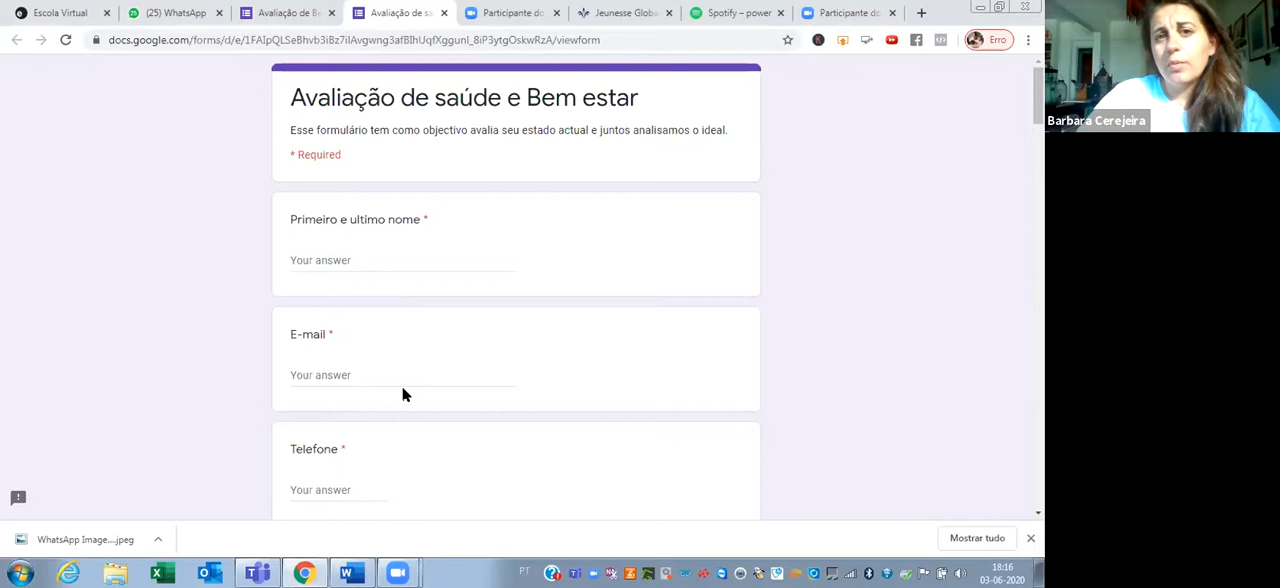 Escola Virtual
(25) WhatsApp
Avaliação de Be
Avaliação de sa
Participante do
Jeunesse Globa
Spotify – power
Participante do
docs.google.com/forms/d/e/1FAIpQLSeBhvb3iBz7ilAvgwng3afBIhUqfXggunl_8iP3ytgOskwRzA/viewform
Erro
Avaliação de saúde e Bem estar
Esse formulário tem como objectivo avalia seu estado actual e juntos analisamos o ideal.
* Required
Primeiro e ultimo nome *
Your answer
E-mail *
Your answer
Telefone *
Your answer
Barbara Cerejeira
WhatsApp Image....jpeg
Mostrar tudo
PT
18:16
03-06-2020